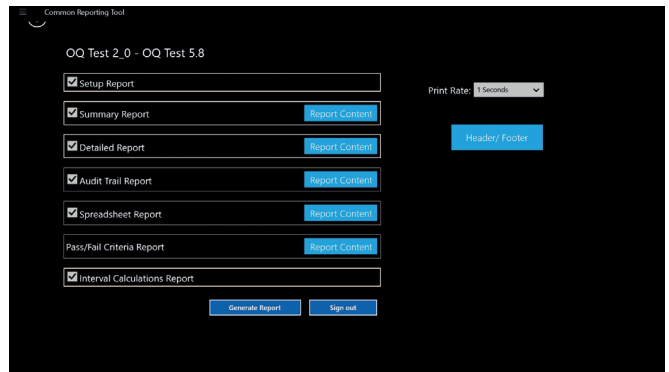 Common Reporting Tool
OQ Test 2_0 - OQ Test 5.8
Setup Report
Print Rate: 1 Seconds
Summary Report Report Content
Header/ Footer
Detailed Report Report Content
Audit Trail Report Report Content
Spreadsheet Report Report Content
Pass/Fail Criteria Report Report Content
Interval Calculations Report
Generate Report Sign out